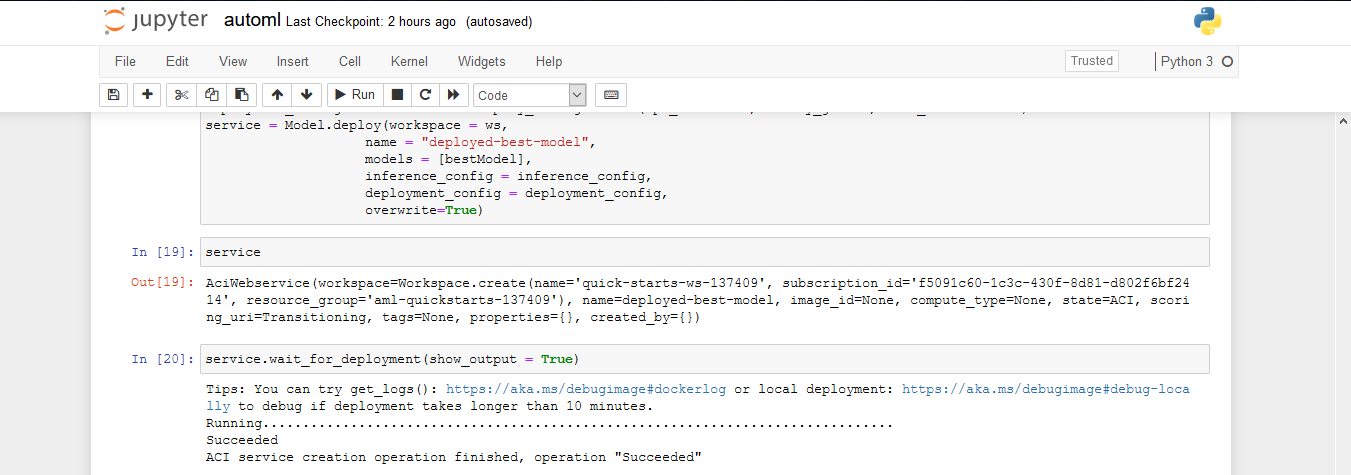 jupyter automl Last Checkpoint: 2 hours ago (autosaved)
File Edit View Insert Cell Kernel Widgets Help Trusted Python 3
Run Code
service = Model.deploy(workspace = ws,
name = "deployed-best-model",
models = [bestModel],
inference_config = inference_config,
deployment_config = deployment_config,
overwrite=True)
In [19]: service
Out[19]: AciWebservice(workspace=Workspace.create(name='quick-starts-ws-137409', subscription_id='f5091c60-1c3c-430f-8d81-d802f6bf24
14', resource_group='aml-quickstarts-137409'), name=deployed-best-model, image_id=None, compute_type=None, state=ACI, scori
ng_uri=Transitioning, tags=None, properties={}, created_by={})
In [20]: service.wait_for_deployment(show_output = True)
Tips: You can try get_logs(): https://aka.ms/debugimage#dockerlog or local deployment: https://aka.ms/debugimage#debug-loca
lly to debug if deployment takes longer than 10 minutes.
Running................................................................................
Succeeded
ACI service creation operation finished, operation "Succeeded"